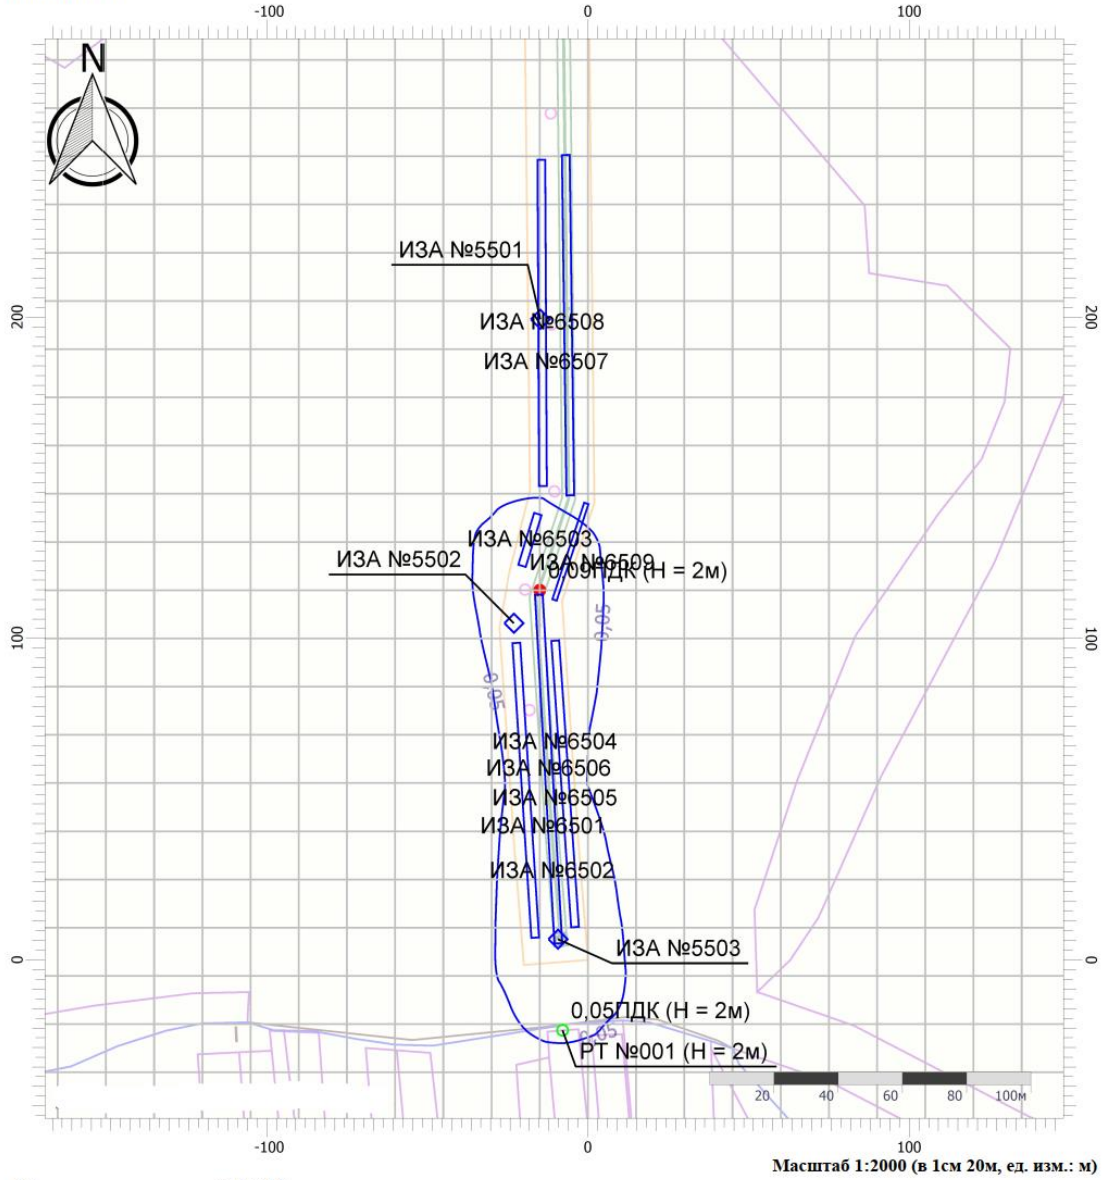 -100 0 100
N
ИЗА №5501
200 200
ИЗА №6508
ИЗА №6507
ИЗА №6503
ИЗА №5502
ИЗА №6509
0,09ПДК (H = 2м)
0,05
100 100
0,05
ИЗА №6504
ИЗА №6506
ИЗА №6505
ИЗА №6501
ИЗА №6502
ИЗА №5503
0 0
0,05ПДК (H = 2м)
0,05
РТ №001 (H = 2м)
20 40 60 80 100м
-100 0 100
Масштаб 1:2000 (в 1см 20м, ед. изм.: м)